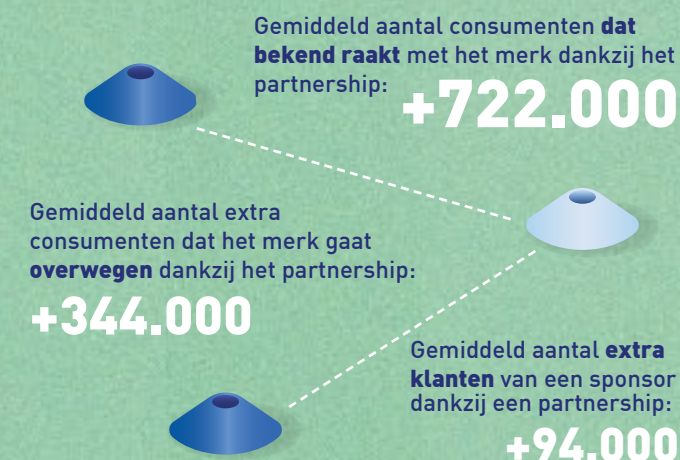 Gemiddeld aantal consumenten dat
bekend raakt met het merk dankzij het
partnership:
+722.000
Gemiddeld aantal extra
consumenten dat het merk gaat
overwegen dankzij het partnership:
+344.000
Gemiddeld aantal extra
klanten van een sponsor
dankzij een partnership:
+94.000